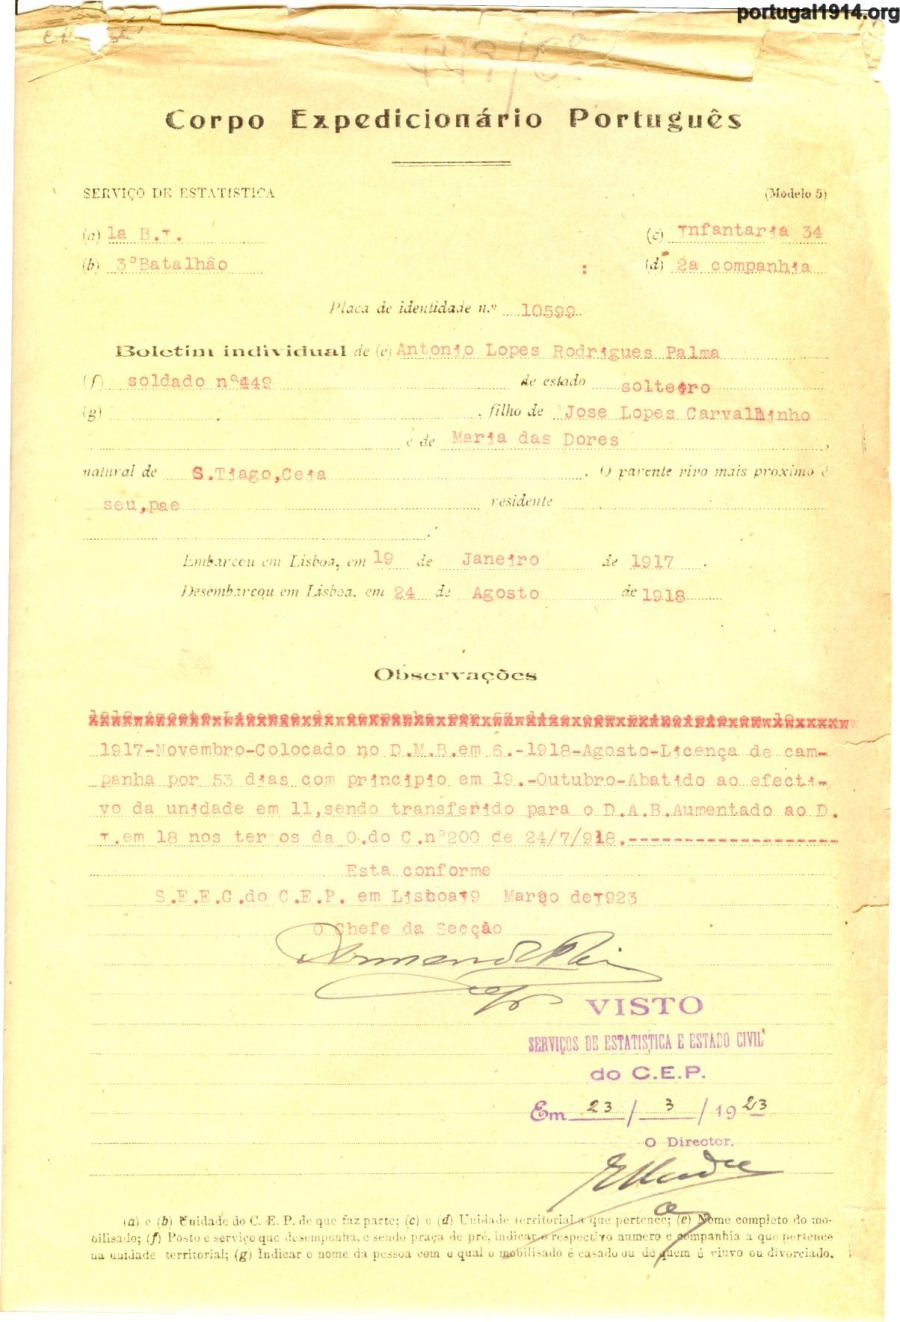 portugal1914.org
Corpo Expedicionário Português
SERVIÇO DE ESTATISTICA (Modelo 5)
(a) 1a B.I. (c) Infantaria 34
(b) 3º Batalhão : (d) 2a companhia
Placa de identidade n.º 10599
Boletim individual de (e) Antonio Lopes Rodrigues Palma
(f) soldado nº449 de estado solteiro
(g) , filho de Jose Lopes Carvalhinho
e de Maria das Dores ,
natural de S.Tiago,Ceia . O parente vivo mais proximo é
seu,pae residente
.
Embarcou em Lisboa, em 19 de Janeiro de 1917 .
Desembarcou em Lisboa, em 24 de Agosto de 1918
Observações
1917-Novembro-Colocado no D.M.B.em 6.-1918-Agosto-Licença de cam-
panha por 53 dias com principio em 19.-Outubro-Abatido ao efecti-
vo da unidade em 11,sendo transferido para o D.A.B.Aumentado ao D.
I.em 18 nos ter os da O.do C.nº200 de 24/7/918.-------------------
Esta conforme
S.E.E.C.do C.E.P. em Lisboa 19 Março de 1923
O Chefe da Secção
VISTO
SERVIÇOS DE ESTATISTICA E ESTADO CIVIL
do C.E.P.
Em 23 / 3 / 1923
O Director,
(a) e (b) Unidade do C. E. P. de que faz parte; (c) e (d) Unidade territorial a que pertence; (e) Nome completo do mo-
bilisado; (f) Posto e serviço que desempenha, e sendo praça de pré, indicar o respectivo numero e companhia a que pertence
na unidade territorial; (g) Indicar o nome da pessoa com e qual o mobilisado é casado ou de quem é viuvo ou divorciado.